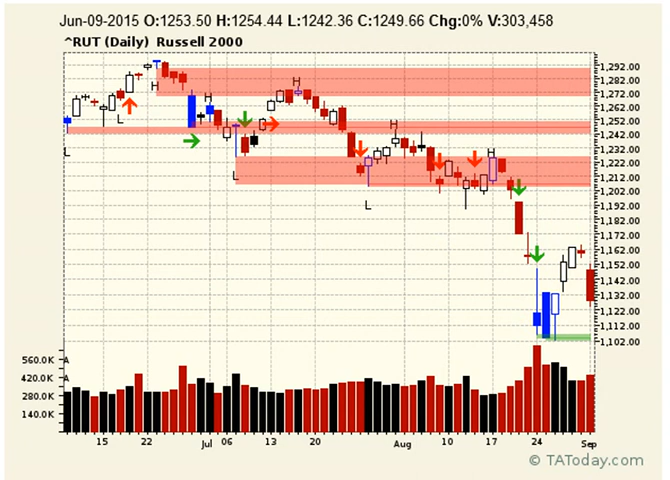 Jun-09-2015 O:1253.50 H:1254.44 L:1242.36 C:1249.66 Chg:0% V:303,458
^RUT (Daily) Russell 2000
1,292.00
1,282.00
1,272.00
1,262.00
1,252.00
1,242.00
1,232.00
1,222.00
1,212.00
1,202.00
1,192.00
1,182.00
1,172.00
1,162.00
1,152.00
1,142.00
1,132.00
1,122.00
1,112.00
1,102.00
H
H
H
H
H
H
L
L
L
L
560.0K A
420.0K A
280.0K
140.0K
15 22 Jul 06 13 20 Aug 10 17 24 Sep
© TAToday.com